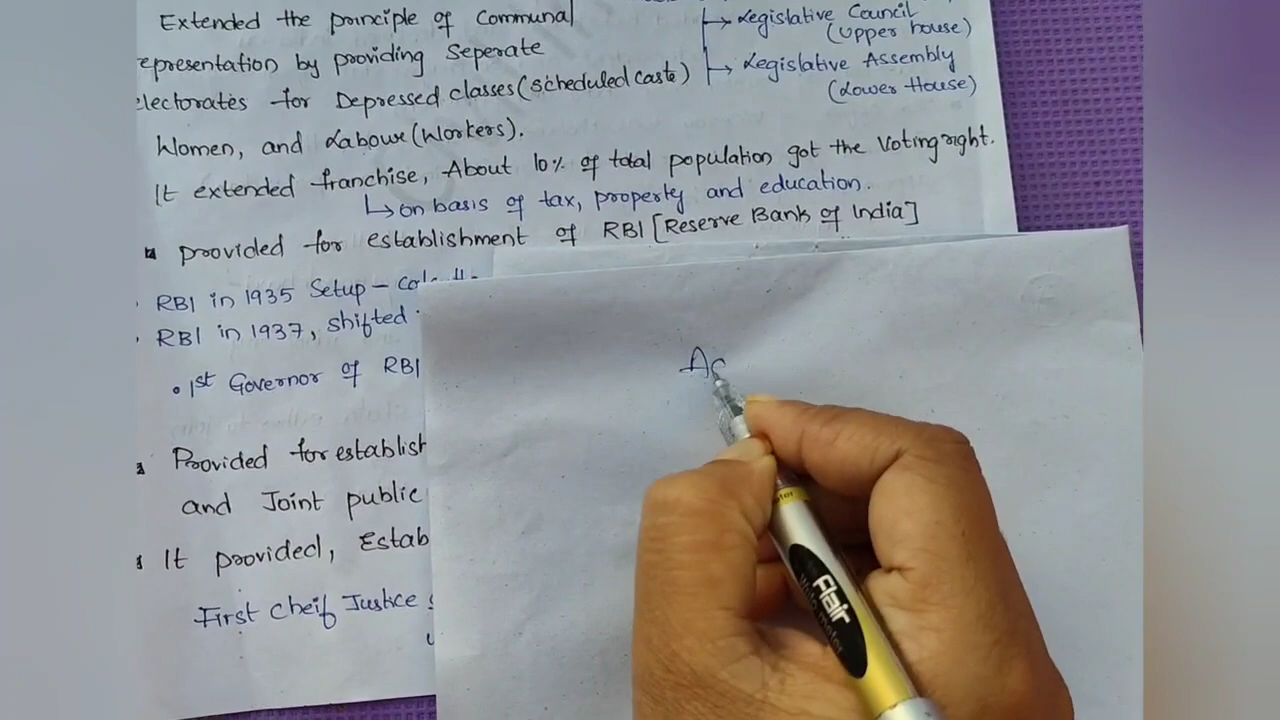 Extended the principle of Communal
epresentation by providing Seperate
electorates for Depressed classes (scheduled caste)
Women, and Labour (Workers).
It extended franchise, About 10% of total population got the Voting right.
↳ on basis of tax, property and education.
Legislative Council
(Upper house)
Legislative Assembly
(Lower House)
provided for establishment of RBI [Reserve Bank of India]
RBI in 1935 Setup -
RBI in 1937, shifted
1st Governor of RBI
Provided for establish
and Joint public
It provided, Estab
First Cheif Justice
Ac
Flair